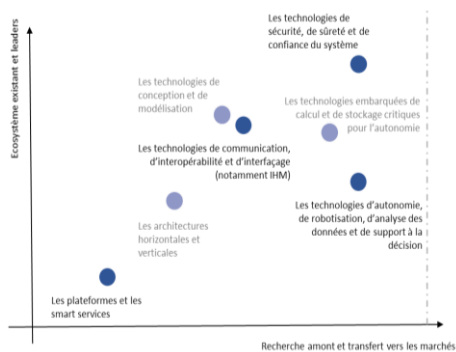 Ecosystème existant et leaders
Les technologies de
sécurité, de sûreté et de
confiance du système
Les technologies de
conception et de
modélisation
Les technologies embarquées de
calcul et de stockage critiques
pour l'autonomie
Les technologies de communication,
d'interopérabilité et d'interfaçage
(notamment IHM)
Les technologies d'autonomie,
de robotisation, d'analyse des
données et de support à la
décision
Les architectures
horizontales et
verticales
Les plateformes et les
smart services
Recherche amont et transfert vers les marchés